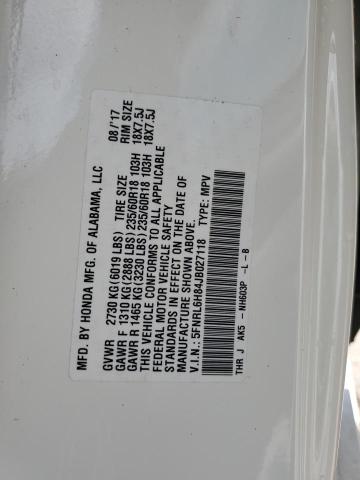 MFD. BY HONDA MFG. OF ALABAMA, LLC 08/'17
GVWR 2730 KG(6019 LBS) TIRE SIZE RIM SIZE
GAWR F 1310 KG(2888 LBS) 235/60R18 103H 18X7.5J
GAWR R 1465 KG(3230 LBS) 235/60R18 103H 18X7.5J
THIS VEHICLE CONFORMS TO ALL APPLICABLE
FEDERAL MOTOR VEHICLE SAFETY
STANDARDS IN EFFECT ON THE DATE OF
MANUFACTURE SHOWN ABOVE.
V.I.N.: 5FNRL6H84JB027118 TYPE: MPV
THR J AK5 - NH603P -L-B